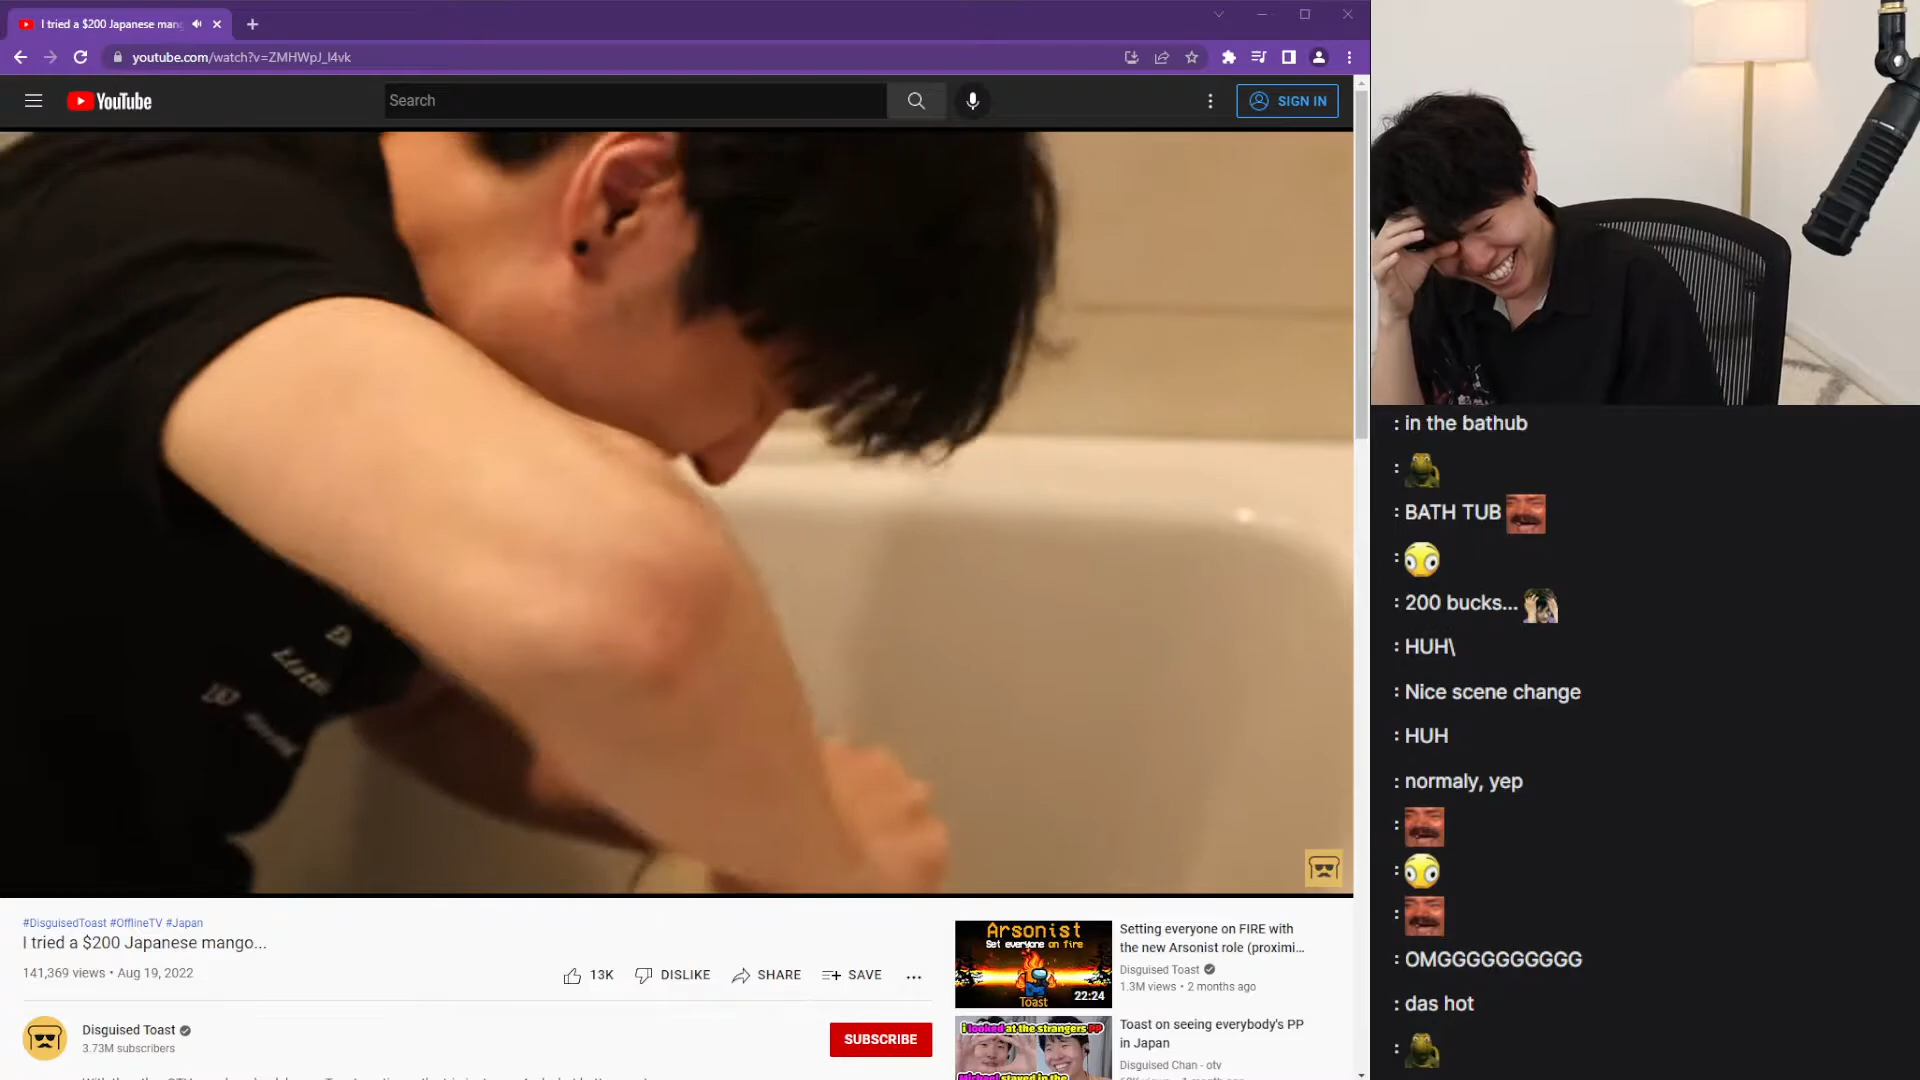 I tried a $200 Japanese man
youtube.com/watch?v=ZMHWpJ_l4vk
YouTube
Search
SIGN IN
#DisguisedToast #OfflineTV #Japan
I tried a $200 Japanese mango...
141,369 views • Aug 19, 2022
13K
DISLIKE
SHARE
SAVE
Disguised Toast
3.73M subscribers
SUBSCRIBE
Arsonist
Set everyone on fire
Toast
22:24
Setting everyone on FIRE with
the new Arsonist role (proximi...
Disguised Toast
1.3M views • 2 months ago
i looked at the strangers PP
Toast on seeing everybody's PP
in Japan
Disguised Chan - otv
: in the bathub
:
: BATH TUB
:
: 200 bucks...
: HUH\
: Nice scene change
: HUH
: normaly, yep
:
:
:
: OMGGGGGGGGGG
: das hot
: